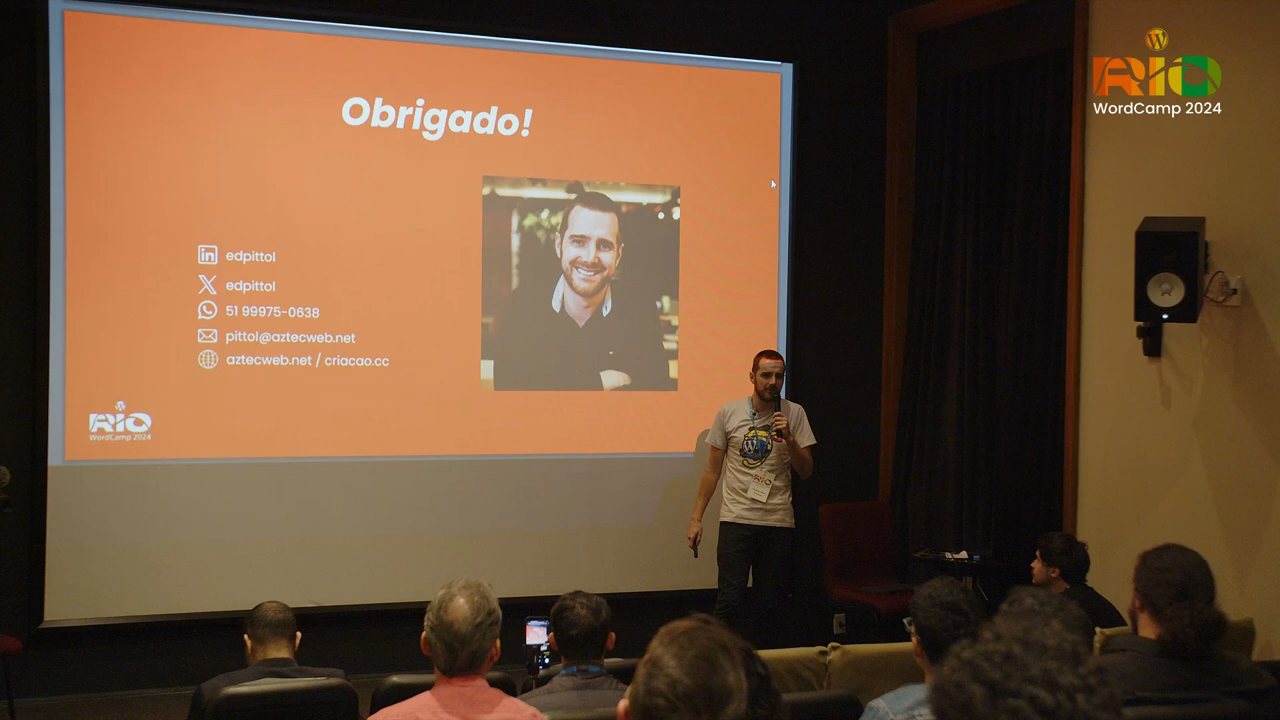 Obrigado!
edpittol
edpittol
51 99975-0638
pittol@aztecweb.net
aztecweb.net / criacao.cc
RIO
WordCamp 2024
RIO
WordCamp 2024
RIO